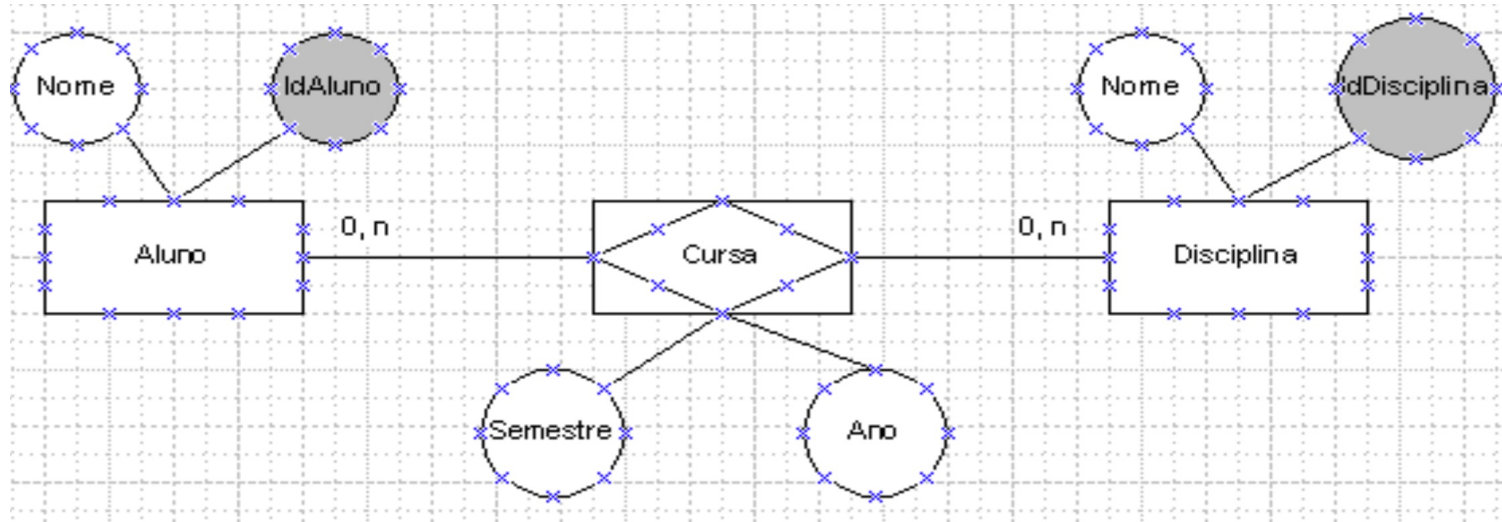 Nome
IdAluno
Nome
IdDisciplina
Aluno
0, n
Cursa
0, n
Disciplina
Semestre
Ano